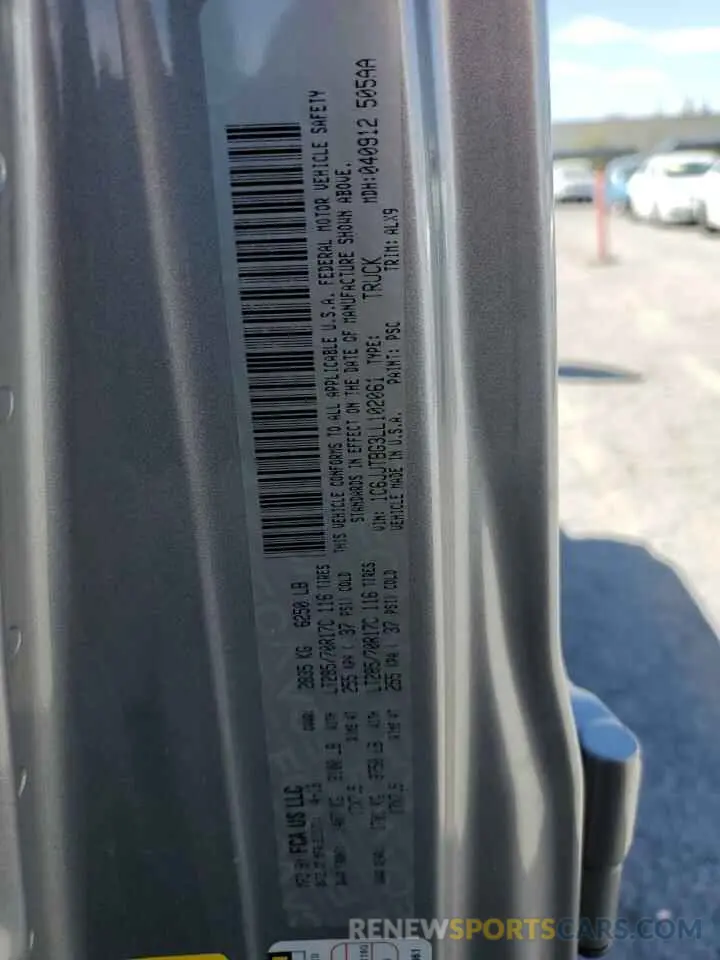 MFD BY FCA US LLC
GVWR: 2835 KG 6250 LB
LT285/70R17C 116 TIRES
255 KPA ( 37 PSI) COLD
LT285/70R17C 116 TIRES
255 KPA ( 37 PSI) COLD
THIS VEHICLE CONFORMS TO ALL APPLICABLE U.S.A. FEDERAL MOTOR VEHICLE SAFETY
STANDARDS IN EFFECT ON THE DATE OF MANUFACTURE SHOWN ABOVE.
VIN: 1C6JJTBG3LL102061 TYPE: TRUCK MDH:040912 505AA
VEHICLE MADE IN U.S.A. PAINT: PSC TRIM: ALX9
RENEWSPORTSCARS.COM